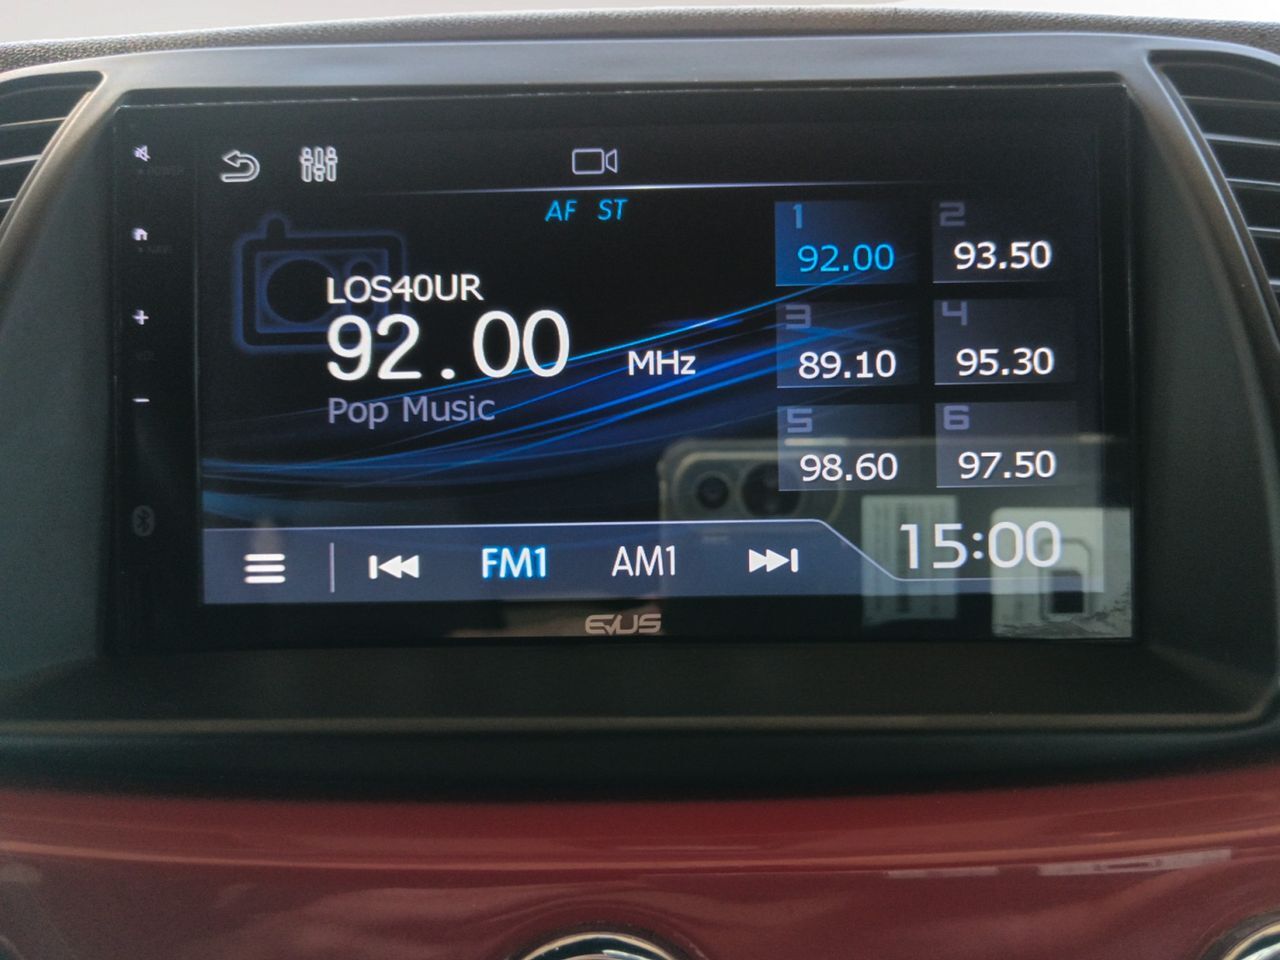 AF ST
LOS40UR
92.00 MHz
Pop Music
1
92.00
2
93.50
3
89.10
4
95.30
5
98.60
6
97.50
+
VOL
-
FM1 AM1
15:00
EVUS